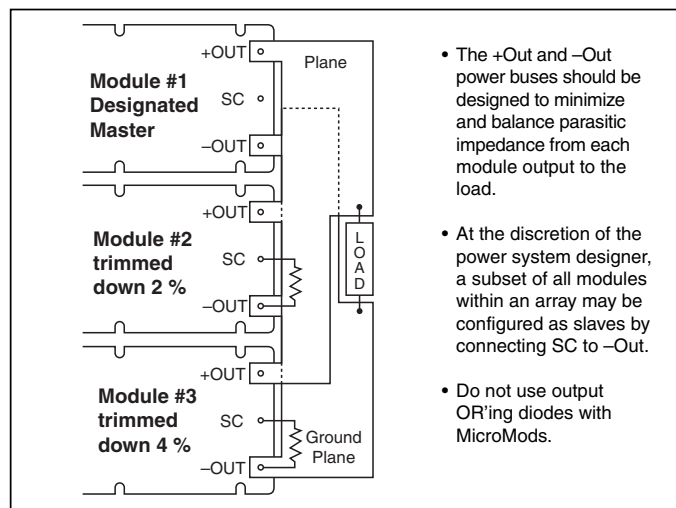 +OUT
Plane
Module #1
Designated
Master
SC
–OUT
+OUT
Module #2
trimmed
down 2 %
SC
–OUT
LOAD
+OUT
Module #3
trimmed
down 4 %
SC
Ground
Plane
–OUT
• The +Out and –Out
power buses should be
designed to minimize
and balance parasitic
impedance from each
module output to the
load.
• At the discretion of the
power system designer,
a subset of all modules
within an array may be
configured as slaves by
connecting SC to –Out.
• Do not use output
OR'ing diodes with
MicroMods.